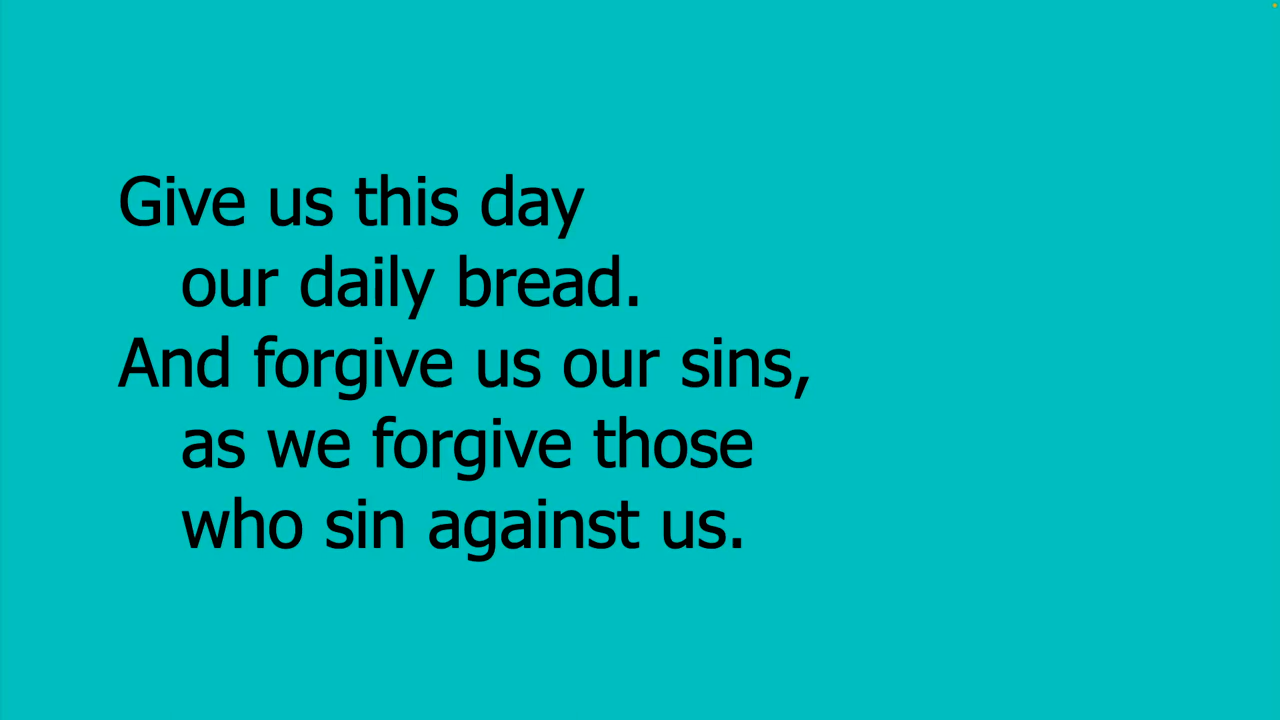 Give us this day
our daily bread.
And forgive us our sins,
as we forgive those
who sin against us.